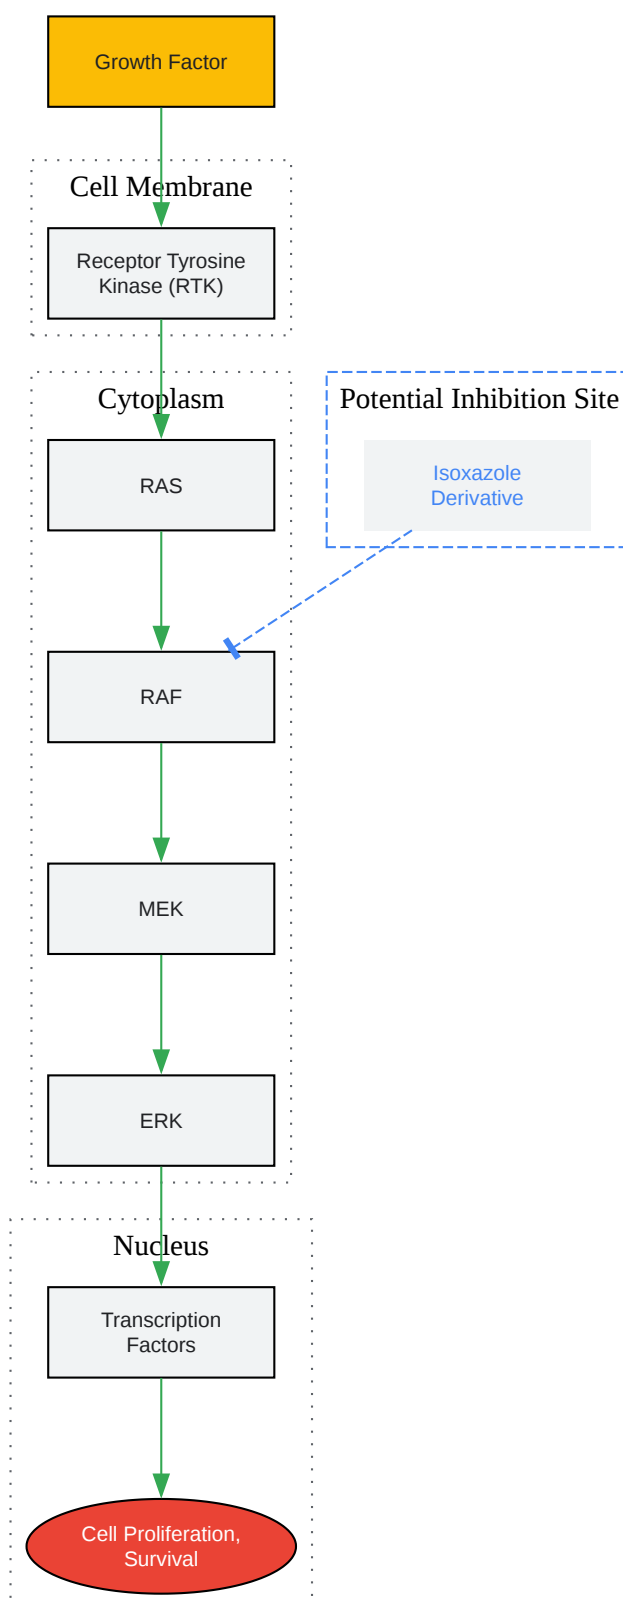 Growth Factor
Cell Membrane
Receptor Tyrosine
Kinase (RTK)
Cytoplasm
Potential Inhibition Site
RAS
Isoxazole
Derivative
RAF
MEK
ERK
Nucleus
Transcription
Factors
Cell Proliferation,
Survival